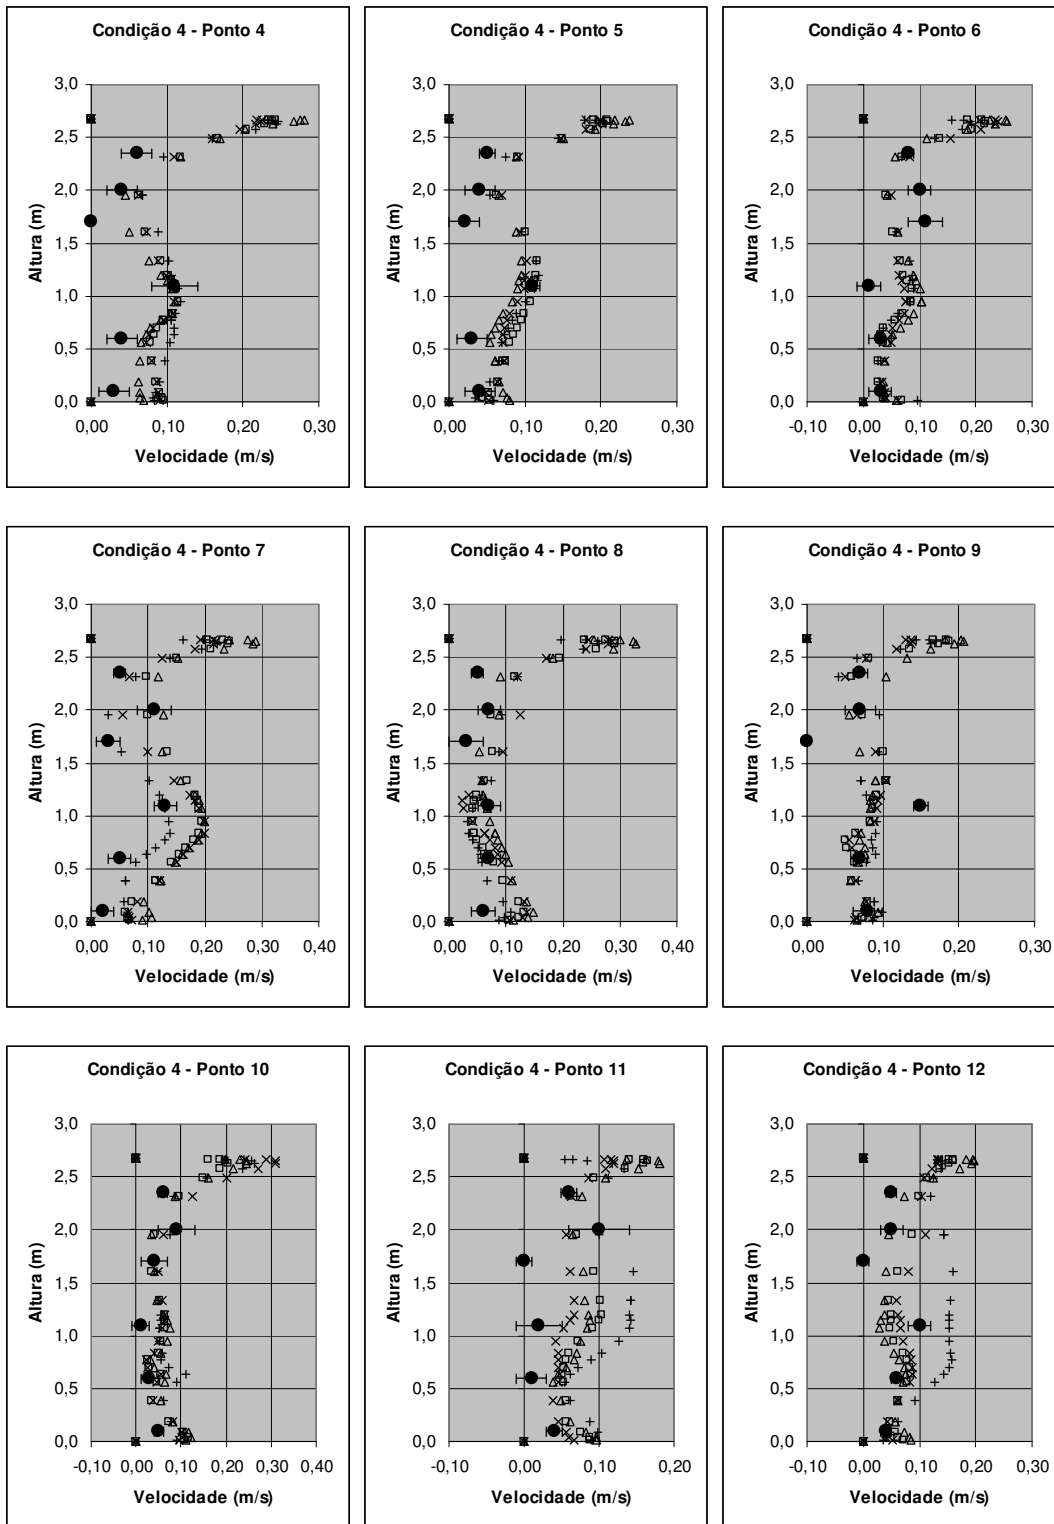 Condição 4 - Ponto 4
3,0
2,5
2,0
1,5
1,0
0,5
0,0
0,00 0,10 0,20 0,30
Altura (m)
Velocidade (m/s)
Condição 4 - Ponto 5
3,0
2,5
2,0
1,5
1,0
0,5
0,0
0,00 0,10 0,20 0,30
Altura (m)
Velocidade (m/s)
Condição 4 - Ponto 6
3,0
2,5
2,0
1,5
1,0
0,5
0,0
-0,10 0,00 0,10 0,20 0,30
Altura (m)
Velocidade (m/s)
Condição 4 - Ponto 7
3,0
2,5
2,0
1,5
1,0
0,5
0,0
0,00 0,10 0,20 0,30 0,40
Altura (m)
Velocidade (m/s)
Condição 4 - Ponto 8
3,0
2,5
2,0
1,5
1,0
0,5
0,0
0,00 0,10 0,20 0,30 0,40
Altura (m)
Velocidade (m/s)
Condição 4 - Ponto 9
3,0
2,5
2,0
1,5
1,0
0,5
0,0
0,00 0,10 0,20 0,30
Altura (m)
Velocidade (m/s)
Condição 4 - Ponto 10
3,0
2,5
2,0
1,5
1,0
0,5
0,0
-0,10 0,00 0,10 0,20 0,30 0,40
Altura (m)
Velocidade (m/s)
Condição 4 - Ponto 11
3,0
2,5
2,0
1,5
1,0
0,5
0,0
-0,10 0,00 0,10 0,20
Altura (m)
Velocidade (m/s)
Condição 4 - Ponto 12
3,0
2,5
2,0
1,5
1,0
0,5
0,0
-0,10 0,00 0,10 0,20 0,30
Altura (m)
Velocidade (m/s)